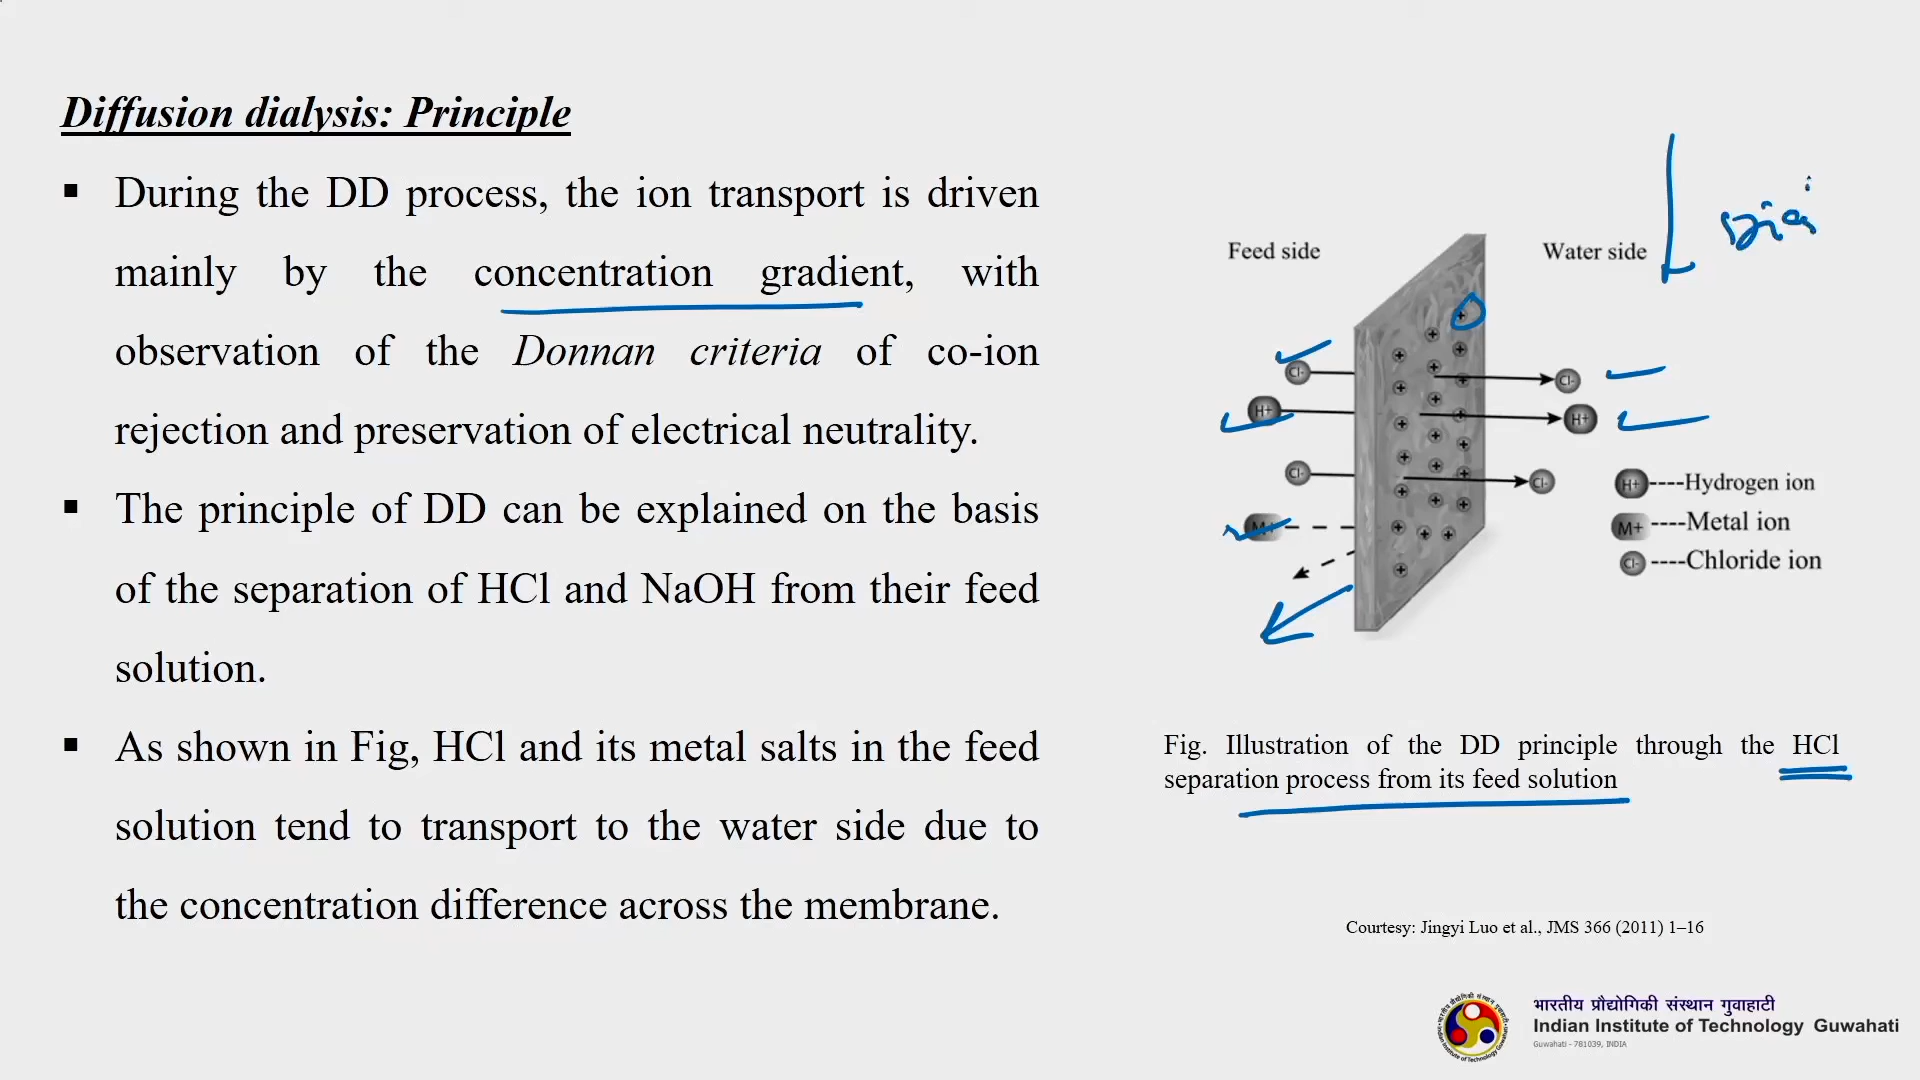 Diffusion dialysis: Principle
▪ During the DD process, the ion transport is driven
mainly by the concentration gradient, with
observation of the Donnan criteria of co-ion
rejection and preservation of electrical neutrality.
▪ The principle of DD can be explained on the basis
of the separation of HCl and NaOH from their feed
solution.
▪ As shown in Fig, HCl and its metal salts in the feed
solution tend to transport to the water side due to
the concentration difference across the membrane.
Feed side
Water side
Cl-
Cl-
H+
H+
Cl-
Cl-
M+
H+ ----Hydrogen ion
M+ ----Metal ion
Cl- ----Chloride ion
Fig. Illustration of the DD principle through the HCl
separation process from its feed solution
Courtesy: Jingyi Luo et al., JMS 366 (2011) 1–16
भारतीय प्रौद्योगिकी संस्थान गुवाहाटी
Indian Institute of Technology Guwahati
Guwahati - 781039, INDIA